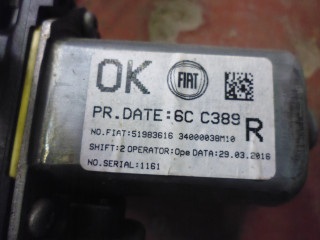 OK FIAT
PR.DATE:6C C389 R
NO.FIAT:51983616 34000038M10
SHIFT:2 OPERATOR:Ope DATA:29.03.2016
NO.SERIAL:1161